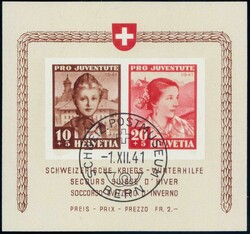 PRO JUVENTUTE PRO JUVENTUTE
1941 1941
10 20
+5 HELVETIA +5 HELVETIA
-1.XII.41
BERN
SCHWEIZERISCHE KRIEGS-WINTERHILFE
SECOURS SUISSE D'HIVER
SOCCORSO SVIZZERO D'INVERNO
PREIS - PRIX - PREZZO FR. 2.-